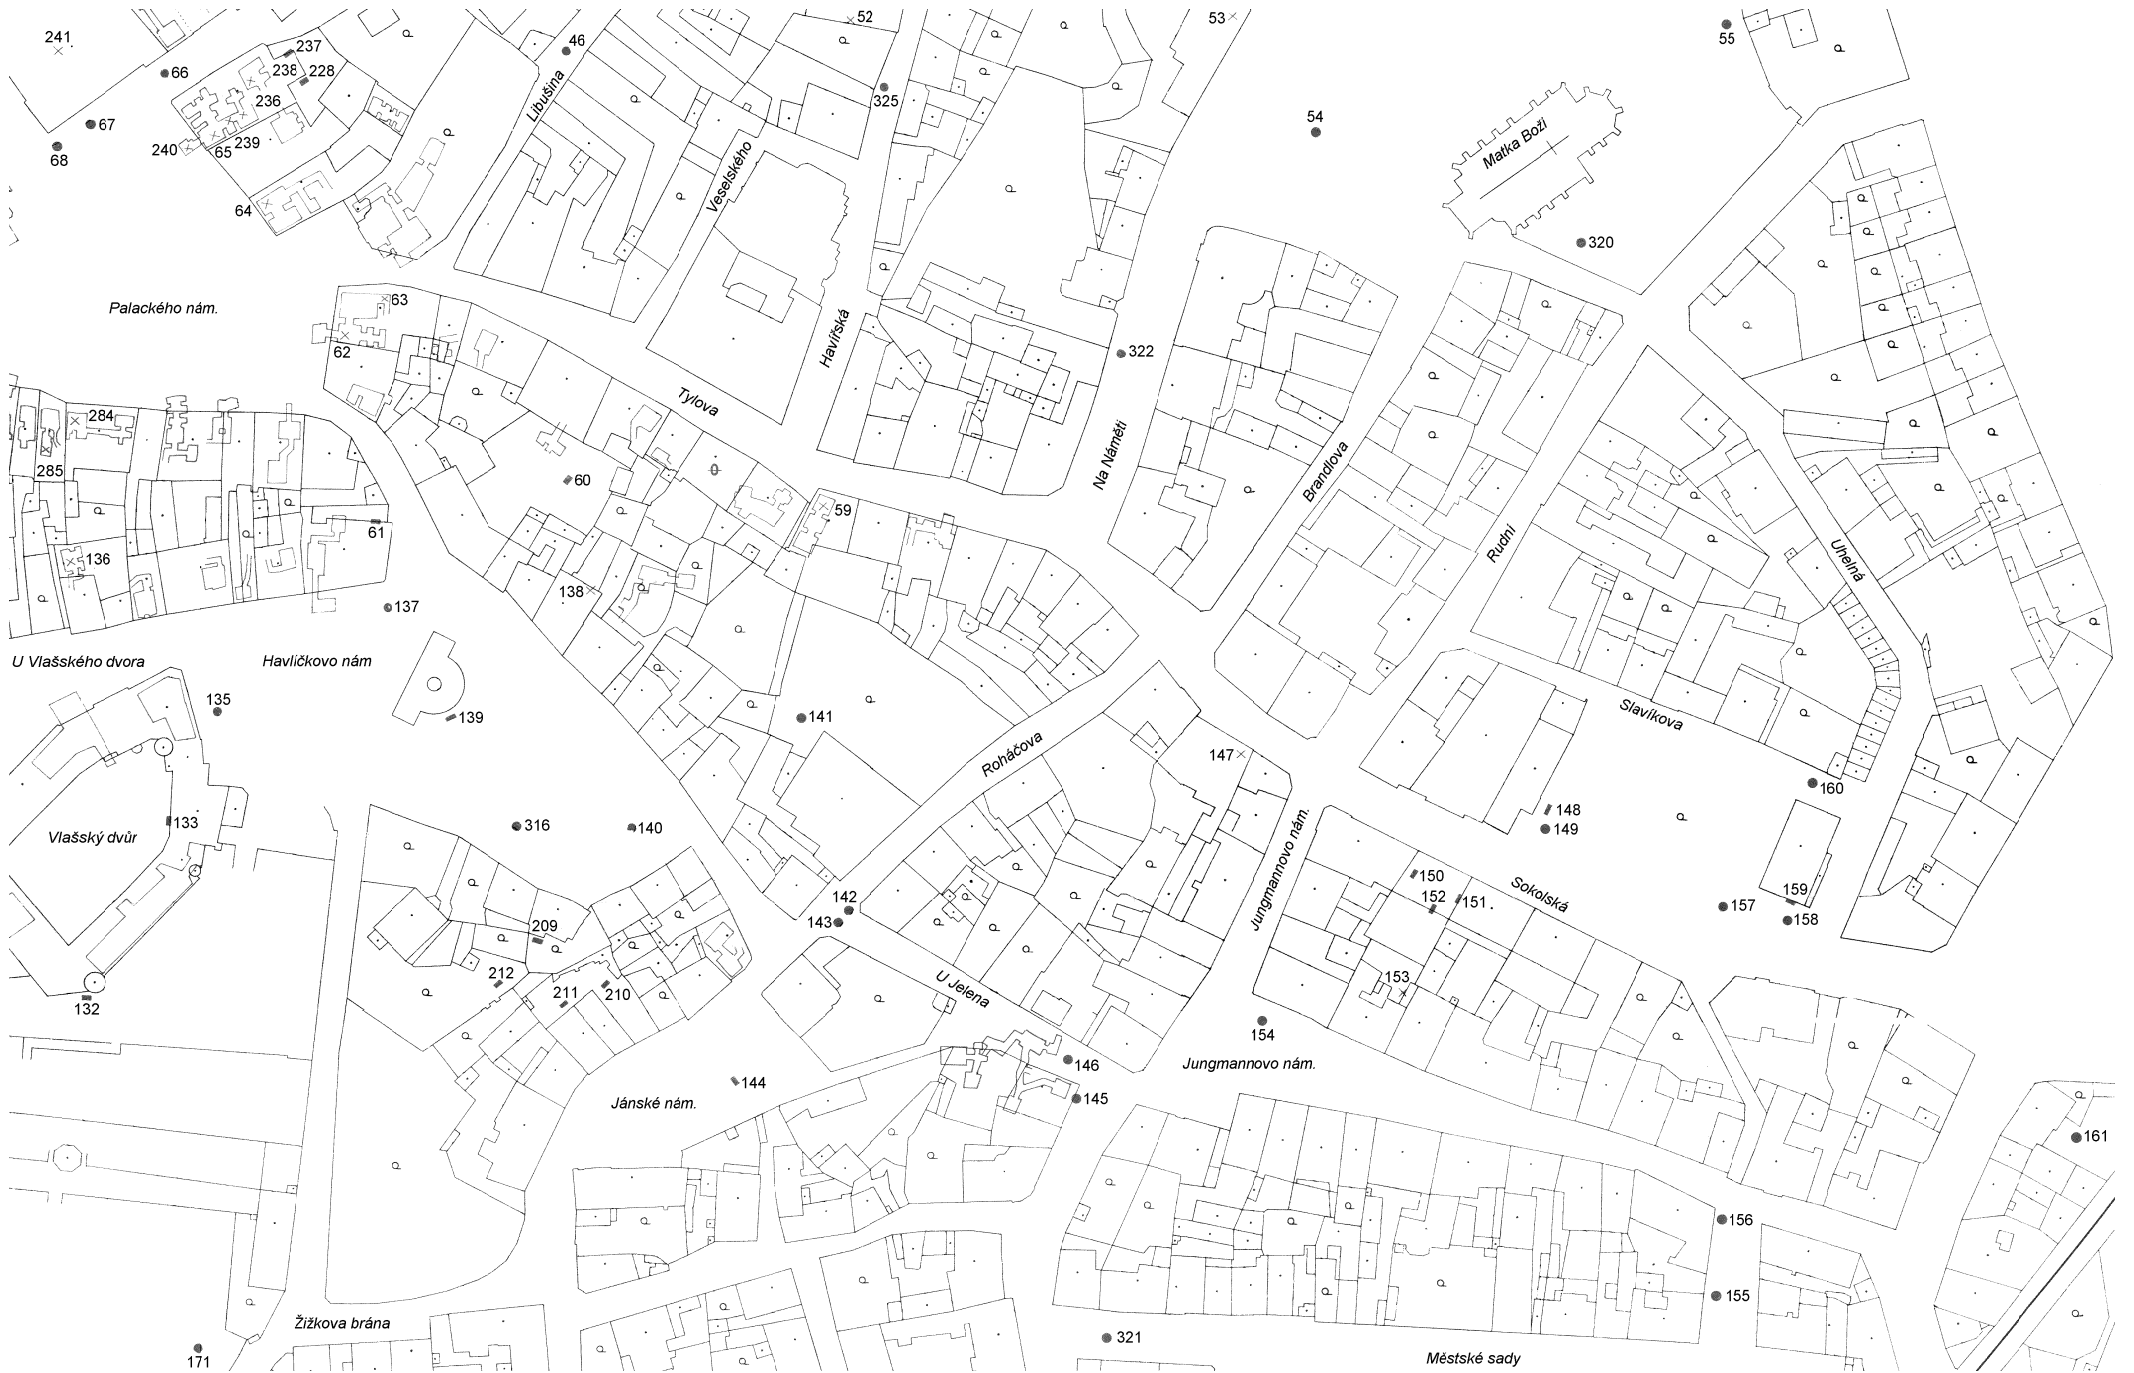 241
237
238
228
66
236
67
68
240
65
239
64
46
Libušina
52
325
53
54
55
Matka Boží
320
Veselského
Palackého nám.
63
62
Havířská
322
Tylova
284
285
60
59
61
136
138
137
Na Náměti
Brandlova
Rudní
Uhelná
U Vlašského dvora
Havlíčkovo nám
135
139
141
Roháčova
147
Slavíkova
148
149
160
133
Vlašský dvůr
316
140
142
143
Jungmannovo nám.
150
152
151
Sokolská
159
157
158
209
212
211
210
132
U Jelena
153
154
146
145
Jungmannovo nám.
144
Jánské nám.
161
156
155
Žižkova brána
171
321
Městské sady